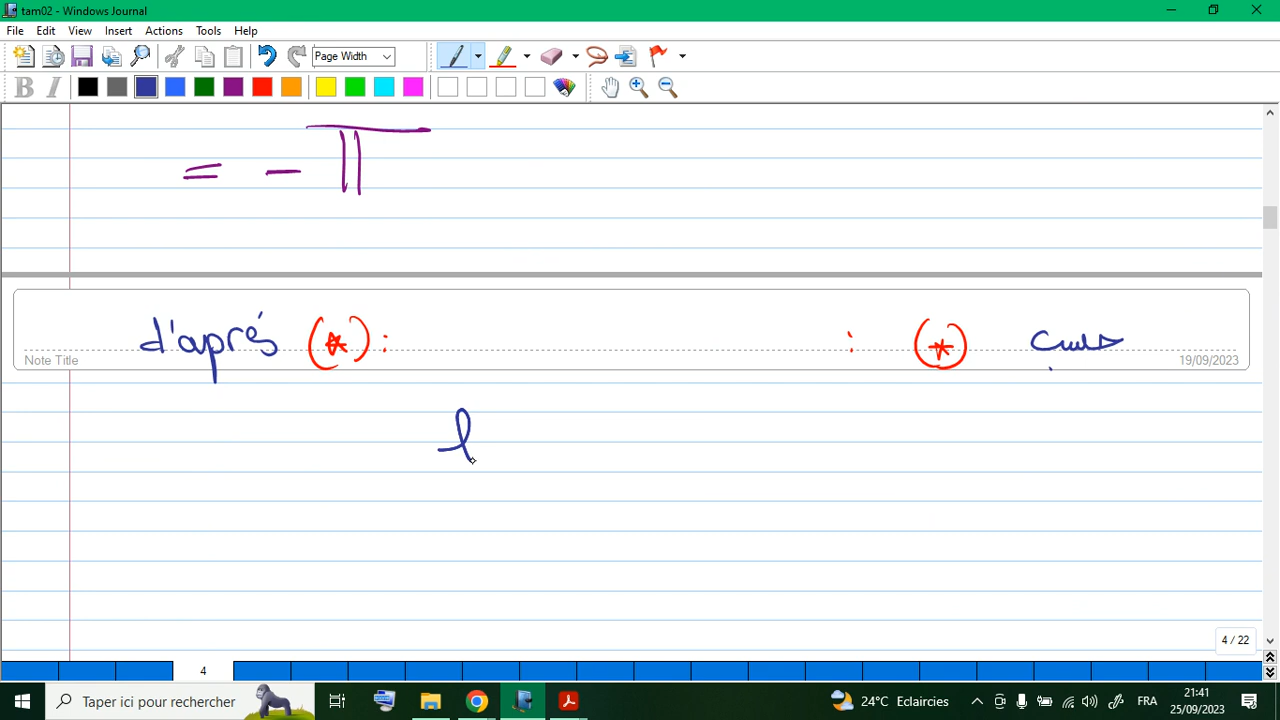 tam02 - Windows Journal
File Edit View Insert Actions Tools Help
Page Width
B I
= - π
d'aprés (*): : (*) حسب
Note Title 19/09/2023
l
4 / 22
4
Taper ici pour rechercher
24°C Eclaircies
FRA
21:41
25/09/2023